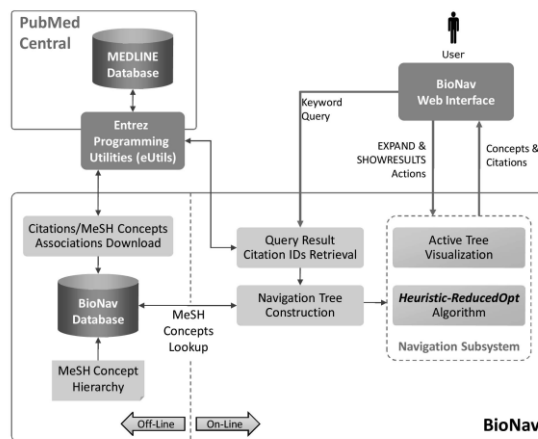 PubMed
Central
MEDLINE
Database
Entrez
Programming
Utilities (eUtils)
User
BioNav
Web Interface
Keyword
Query
EXPAND &
SHOWRESULTS
Actions
Concepts &
Citations
Citations/MeSH Concepts
Associations Download
Query Result
Citation IDs Retrieval
Active Tree
Visualization
BioNav
Database
MeSH
Concepts
Lookup
Navigation Tree
Construction
Heuristic-ReducedOpt
Algorithm
Navigation Subsystem
MeSH Concept
Hierarchy
Off-Line
On-Line
BioNav